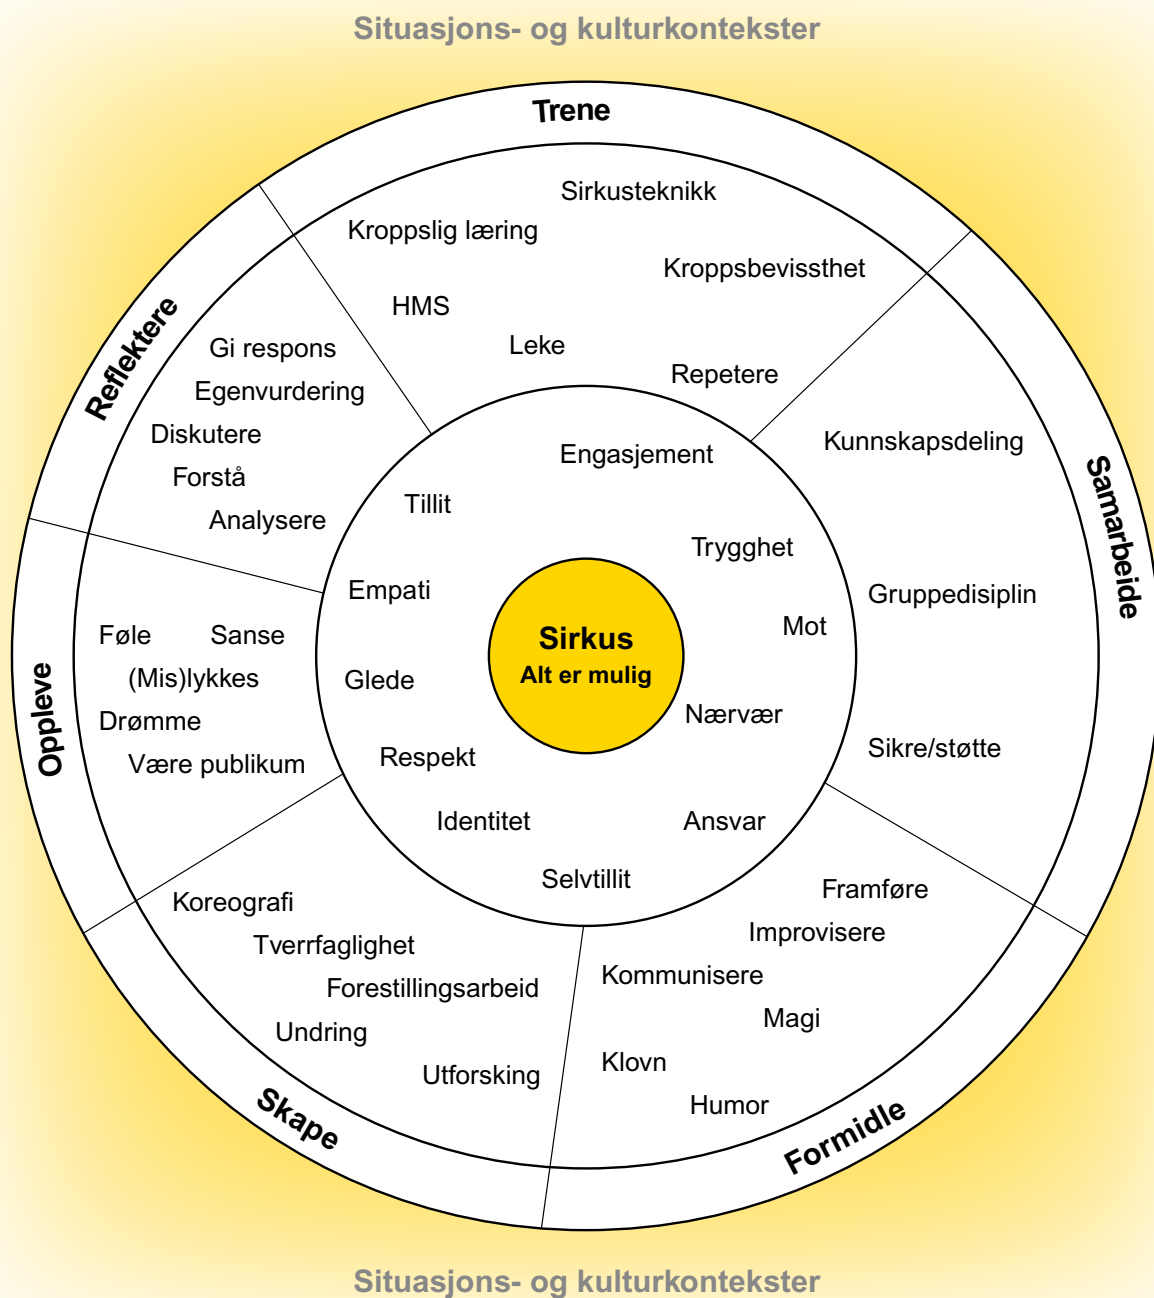 Situasjons- og kulturkontekster
Trene
Sirkusteknikk
Kroppslig læring
Kroppsbevissthet
HMS
Leke
Repetere
Samarbeide
Kunnskapsdeling
Gruppedisiplin
Sikre/støtte
Formidle
Framføre
Improvisere
Kommunisere
Magi
Klovn
Humor
Skape
Koreografi
Tverrfaglighet
Forestillingsarbeid
Undring
Utforsking
Oppleve
Føle Sanse
(Mis)lykkes
Drømme
Være publikum
Reflektere
Gi respons
Egenvurdering
Diskutere
Forstå
Analysere
Engasjement
Tillit
Trygghet
Empati
Mot
Glede
Nærvær
Respekt
Identitet
Ansvar
Selvtillit
Sirkus
Alt er mulig
Situasjons- og kulturkontekster